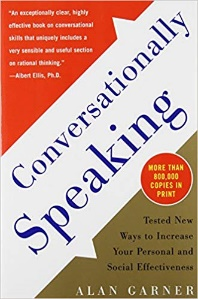 "An exceptionally clear, highly
effective book on conversational
skills that uniquely includes a
very sensible and useful section
on rational thinking."
—Albert Ellis, Ph.D.
Conversationally
Speaking
MORE THAN
800,000
COPIES IN
PRINT
Tested New
Ways to Increase
Your Personal and
Social Effectiveness
ALAN GARNER